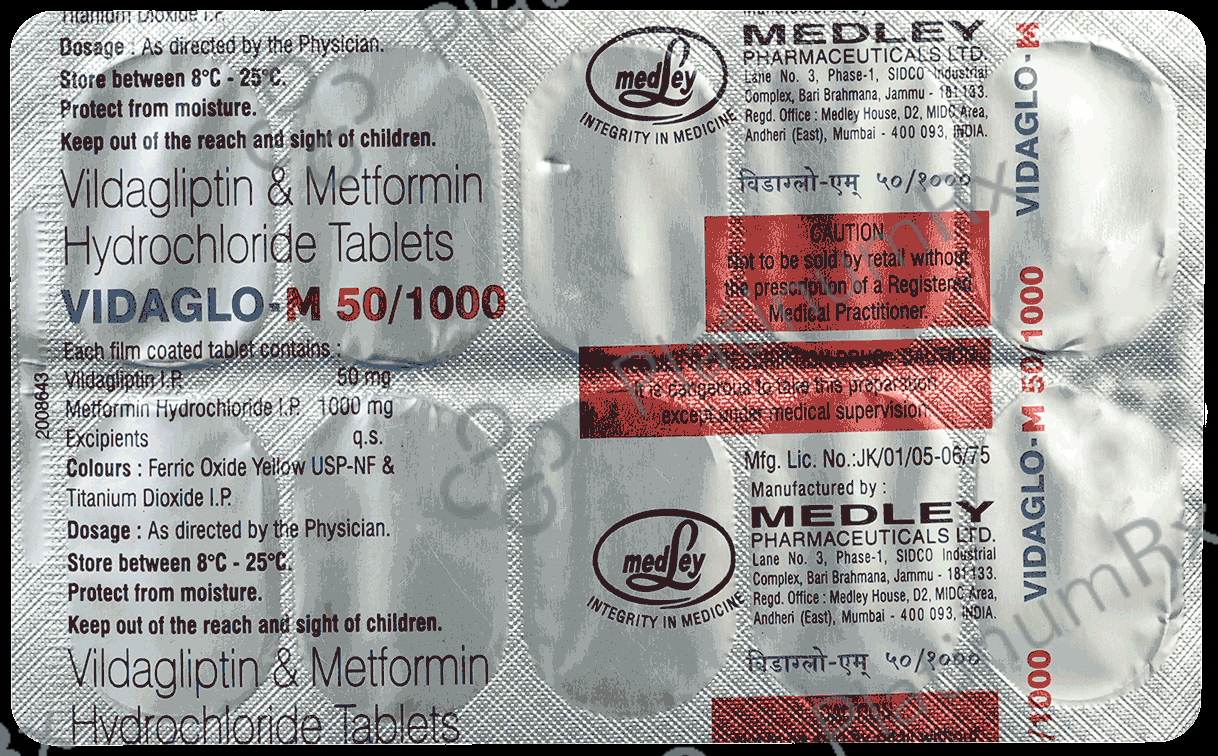 Titanium Dioxide I.P.
Dosage : As directed by the Physician.
Store between 8°C - 25°C.
Protect from moisture.
Keep out of the reach and sight of children.
Vildagliptin & Metformin
Hydrochloride Tablets
VIDAGLO-M 50/1000
Each film coated tablet contains :
Vildagliptin I.P. 50 mg
Metformin Hydrochloride I.P. 1000 mg
Excipients q.s.
Colours : Ferric Oxide Yellow USP-NF &
Titanium Dioxide I.P.
Dosage : As directed by the Physician.
Store between 8°C - 25°C.
Protect from moisture.
Keep out of the reach and sight of children.
Vildagliptin & Metformin
Hydrochloride Tablets
2008643
medley
INTEGRITY IN MEDICINE
MEDLEY
PHARMACEUTICALS LTD.
Lane No. 3, Phase-1, SIDCO Industrial
Complex, Bari Brahmana, Jammu - 181 133.
Regd. Office : Medley House, D2, MIDC Area,
Andheri (East), Mumbai - 400 093, INDIA.
विडाग्लो-एम् ५०/१०००
CAUTION
Not to be sold by retail without
the prescription of a Registered
Medical Practitioner.
CAUTION
It is dangerous to take this preparation
except under medical supervision
Mfg. Lic. No.:JK/01/05-06/75
Manufactured by :
medley
INTEGRITY IN MEDICINE
MEDLEY
PHARMACEUTICALS LTD.
Lane No. 3, Phase-1, SIDCO Industrial
Complex, Bari Brahmana, Jammu - 181 133.
Regd. Office : Medley House, D2, MIDC Area,
Andheri (East), Mumbai - 400 093, INDIA.
विडाग्लो-एम् ५०/१०००
VIDAGLO-M
VIDAGLO-M 50/1000
/1000
PlatinumRx